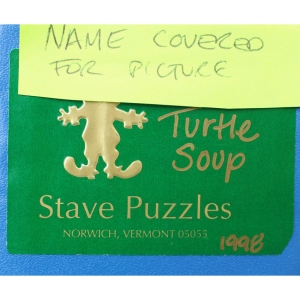 NAME COVERED
FOR PICTURE
Turtle
Soup
Stave Puzzles
NORWICH, VERMONT 05055
1998